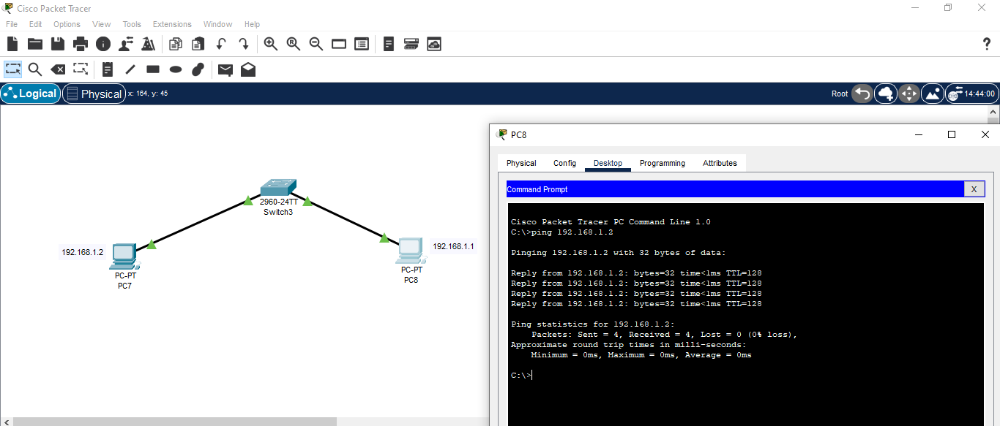 Cisco Packet Tracer
File Edit Options View Tools Extensions Window Help
?
Logical Physical x: 164, y: 45 Root 14:44:00
2960-24TT
Switch3
192.168.1.2
PC-PT
PC7
192.168.1.1
PC-PT
PC8
PC8
Physical Config Desktop Programming Attributes
Command Prompt X
Cisco Packet Tracer PC Command Line 1.0
C:\>ping 192.168.1.2
Pinging 192.168.1.2 with 32 bytes of data:
Reply from 192.168.1.2: bytes=32 time<1ms TTL=128
Reply from 192.168.1.2: bytes=32 time<1ms TTL=128
Reply from 192.168.1.2: bytes=32 time<1ms TTL=128
Reply from 192.168.1.2: bytes=32 time<1ms TTL=128
Ping statistics for 192.168.1.2:
Packets: Sent = 4, Received = 4, Lost = 0 (0% loss),
Approximate round trip times in milli-seconds:
Minimum = 0ms, Maximum = 0ms, Average = 0ms
C:\>